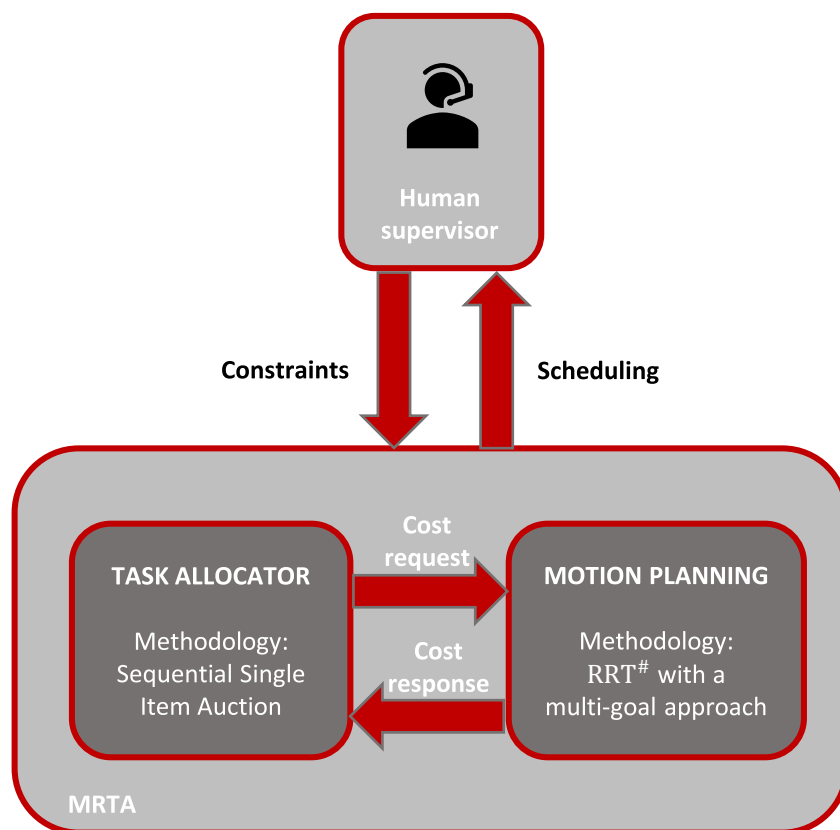 Human
supervisor
Constraints
Scheduling
Cost
request
TASK ALLOCATOR
Methodology:
Sequential Single
Item Auction
MOTION PLANNING
Methodology:
RRT# with a
multi-goal approach
Cost
response
MRTA